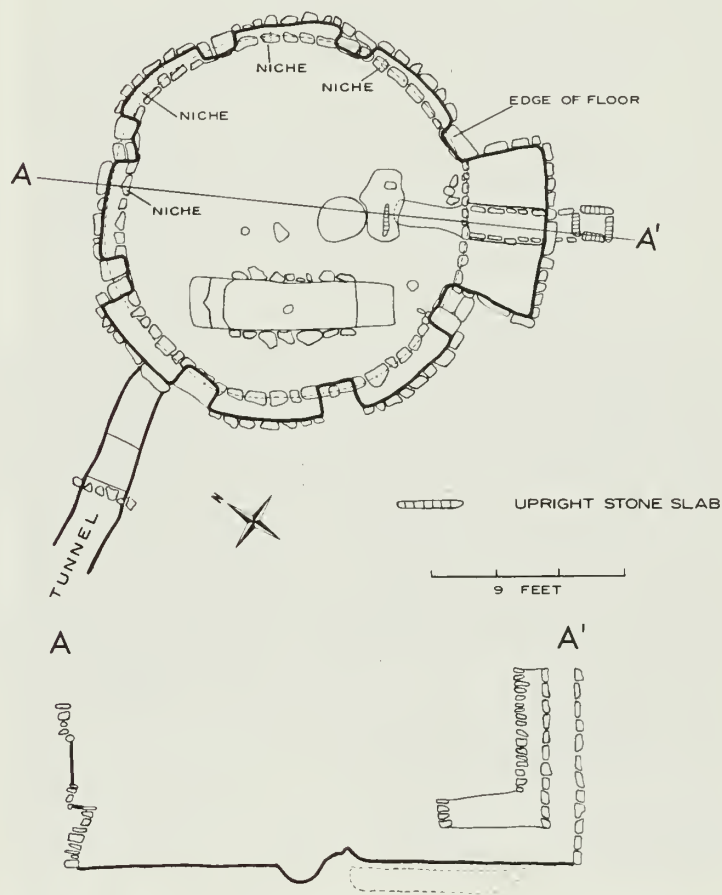 NICHE
NICHE
NICHE
EDGE OF FLOOR
A
NICHE
A'
N
UPRIGHT STONE SLAB
TUNNEL
9 FEET
A
A'